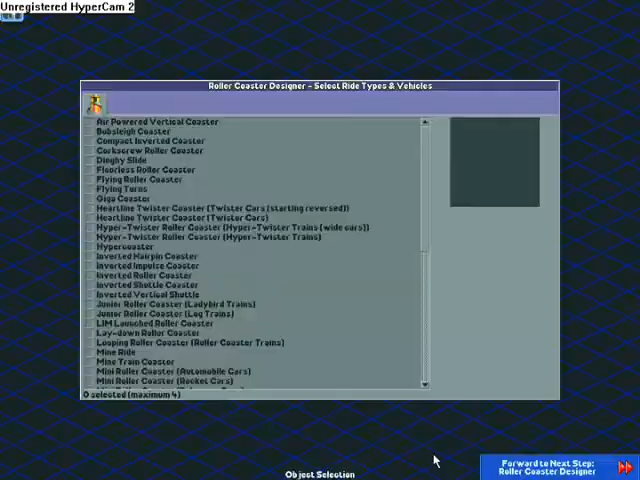 Unregistered HyperCam 2
Roller Coaster Designer - Select Ride Types & Vehicles
Air Powered Vertical Coaster
Bobsleigh Coaster
Compact Inverted Coaster
Corkscrew Roller Coaster
Dinghy Slide
Floorless Roller Coaster
Flying Roller Coaster
Flying Turns
Giga Coaster
Heartline Twister Coaster (Twister Cars (starting reversed))
Heartline Twister Coaster (Twister Cars)
Hyper-Twister Roller Coaster (Hyper-Twister Trains (wide cars))
Hyper-Twister Roller Coaster (Hyper-Twister Trains)
Hypercoaster
Inverted Hairpin Coaster
Inverted Impulse Coaster
Inverted Roller Coaster
Inverted Shuttle Coaster
Inverted Vertical Shuttle
Junior Roller Coaster (Ladybird Trains)
Junior Roller Coaster (Log Trains)
LIM Launched Roller Coaster
Lay-down Roller Coaster
Looping Roller Coaster (Roller Coaster Trains)
Mine Ride
Mine Train Coaster
Mini Roller Coaster (Automobile Cars)
Mini Roller Coaster (Rocket Cars)
0 selected (maximum 4)
Forward to Next Step:
Roller Coaster Designer
Object Selection